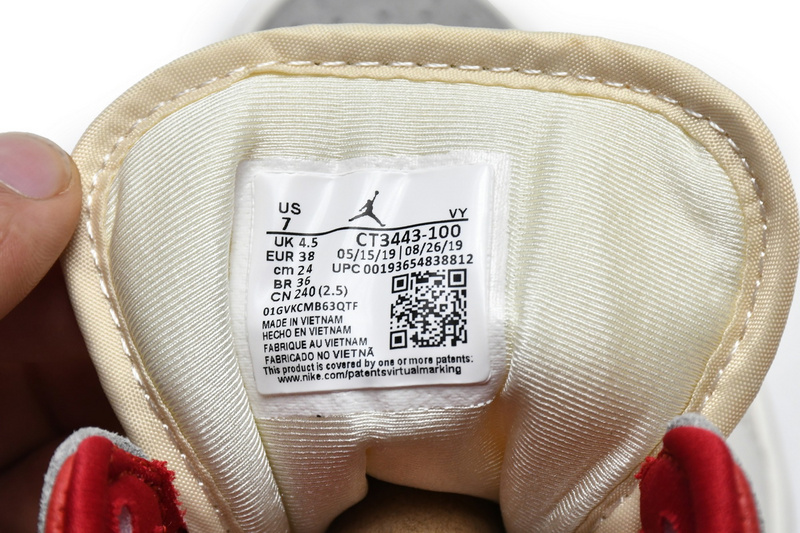 US
7
VY
UK 4.5
CT3443-100
EUR 38
05/15/19 | 08/26/19
cm 24
UPC 00193654838812
BR 36
CN 240 (2.5)
01GVKCMB63QTF
MADE IN VIETNAM
HECHO EN VIETNAM
FABRIQUE AU VIETNAM
FABRICADO NO VIETNÃ
This product is covered by one or more patents:
www.nike.com/patentsvirtualmarking